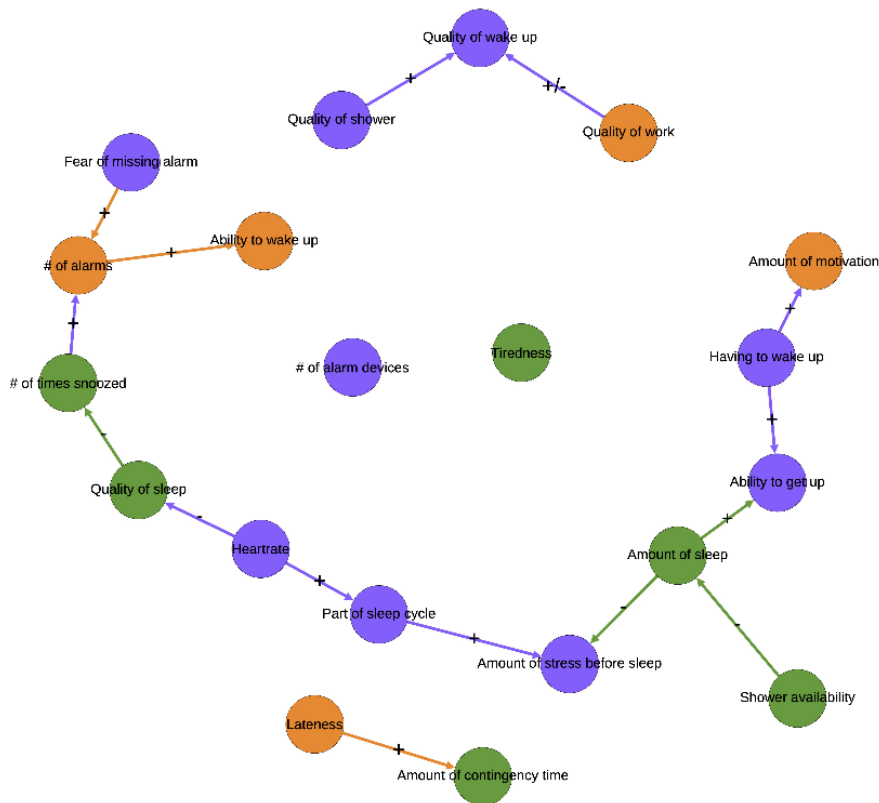 Quality of wake up
+
+/-
Quality of shower
Quality of work
Fear of missing alarm
+
Ability to wake up
+
# of alarms
Amount of motivation
+
+
Tiredness
Having to wake up
# of alarm devices
# of times snoozed
+
-
Ability to get up
Quality of sleep
-
+
Heartrate
Amount of sleep
+
-
Part of sleep cycle
-
+
Amount of stress before sleep
Shower availability
Lateness
+
Amount of contingency time